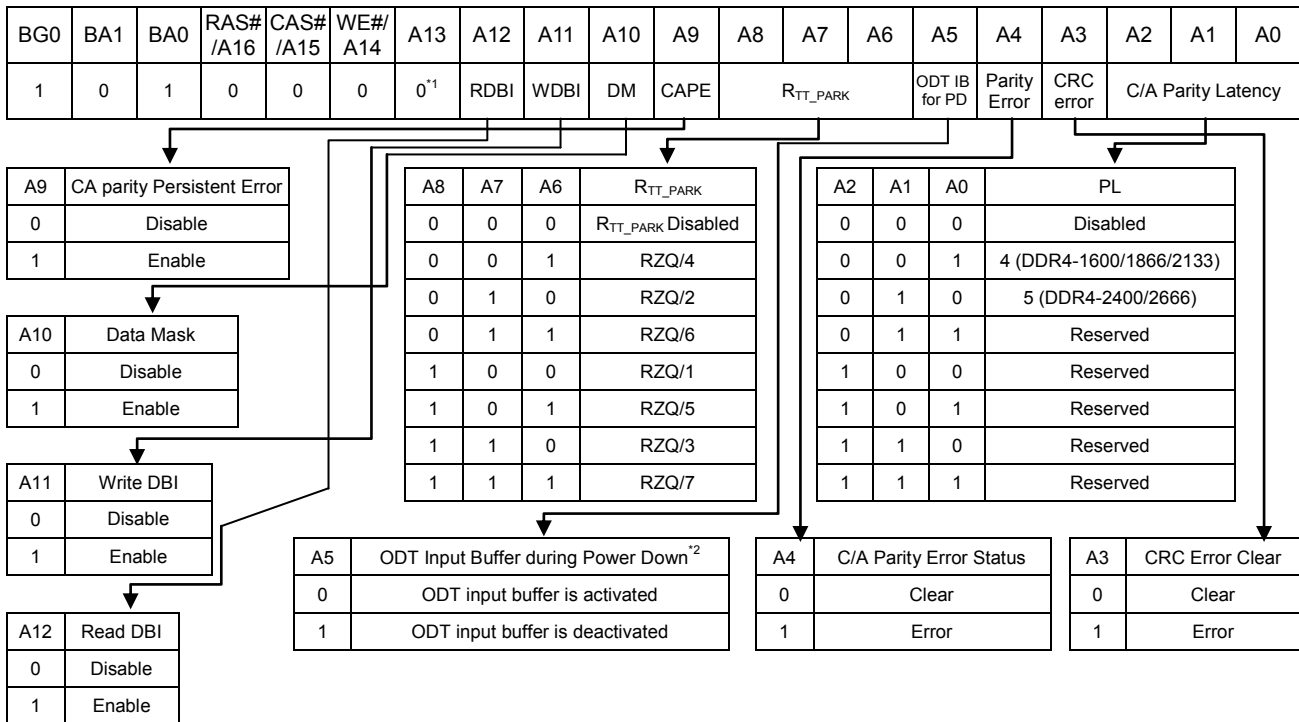 BG0 BA1 BA0 RAS# /A16 CAS# /A15 WE#/ A14 A13 A12 A11 A10 A9 A8 A7 A6 A5 A4 A3 A2 A1 A0
1 0 1 0 0 0 0*1 RDBI WDBI DM CAPE RTT_PARK ODT IB for PD Parity Error CRC error C/A Parity Latency
A9 CA parity Persistent Error
0 Disable
1 Enable
A10 Data Mask
0 Disable
1 Enable
A11 Write DBI
0 Disable
1 Enable
A12 Read DBI
0 Disable
1 Enable
A8 A7 A6 RTT_PARK
0 0 0 RTT_PARK Disabled
0 0 1 RZQ/4
0 1 0 RZQ/2
0 1 1 RZQ/6
1 0 0 RZQ/1
1 0 1 RZQ/5
1 1 0 RZQ/3
1 1 1 RZQ/7
A2 A1 A0 PL
0 0 0 Disabled
0 0 1 4 (DDR4-1600/1866/2133)
0 1 0 5 (DDR4-2400/2666)
0 1 1 Reserved
1 0 0 Reserved
1 0 1 Reserved
1 1 0 Reserved
1 1 1 Reserved
A5 ODT Input Buffer during Power Down*2
0 ODT input buffer is activated
1 ODT input buffer is deactivated
A4 C/A Parity Error Status
0 Clear
1 Error
A3 CRC Error Clear
0 Clear
1 Error